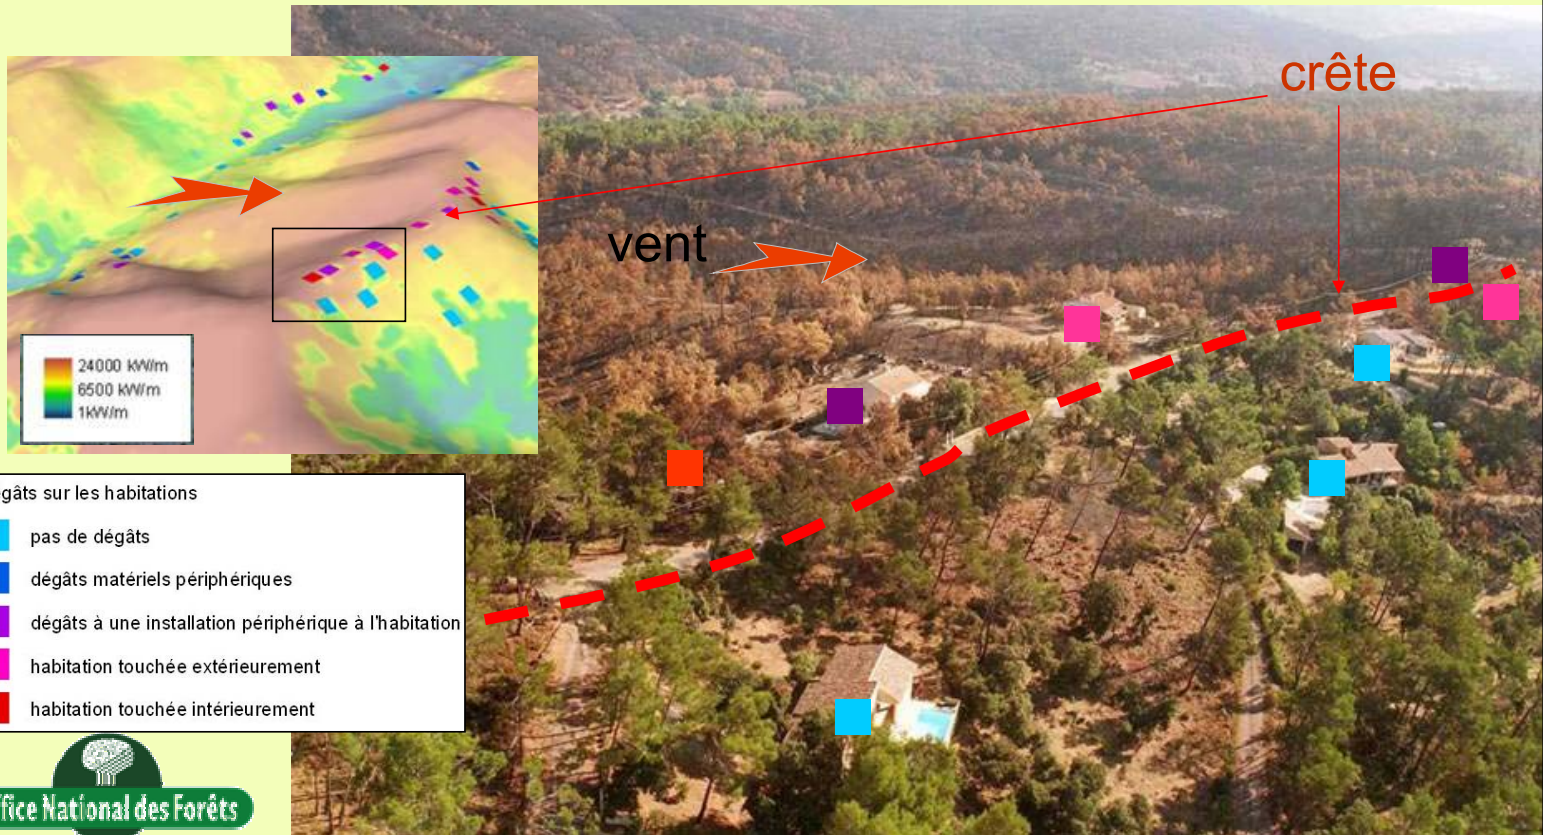 crête
vent
24000 kW/m
6500 kW/m
1kW/m
gâts sur les habitations
pas de dégâts
dégâts matériels périphériques
dégâts à une installation périphérique à l'habitation
habitation touchée extérieurement
habitation touchée intérieurement
ffice National des Forêts